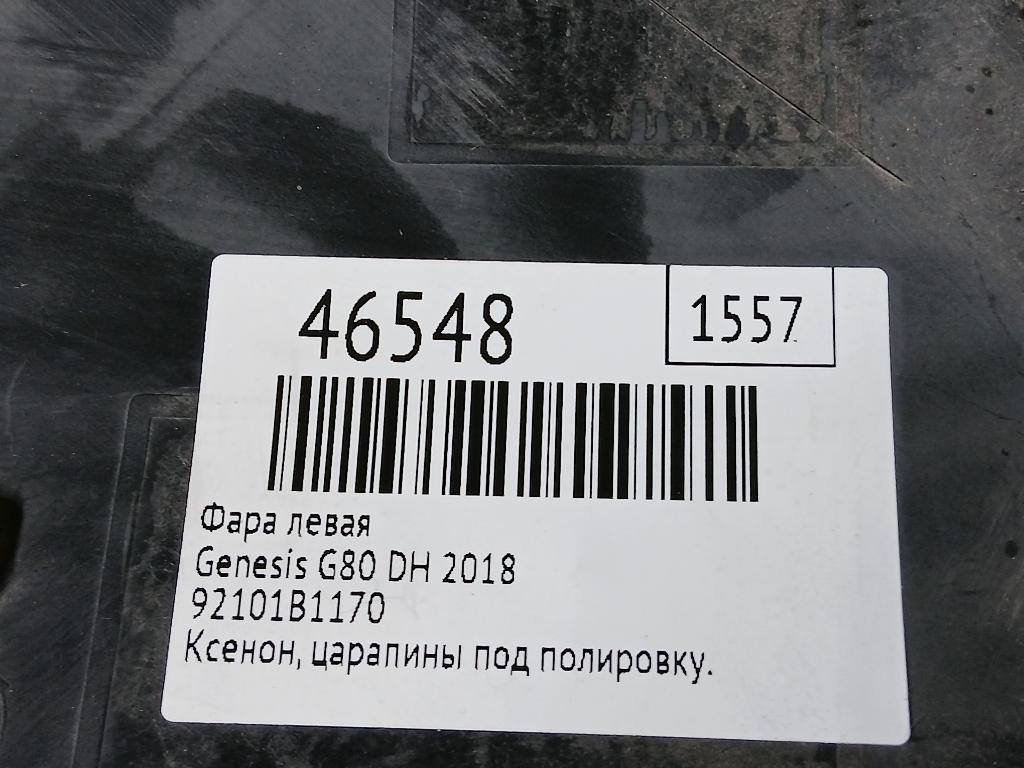 46548
1557
Фара левая
Genesis G80 DH 2018
92101B1170
Ксенон, царапины под полировку.